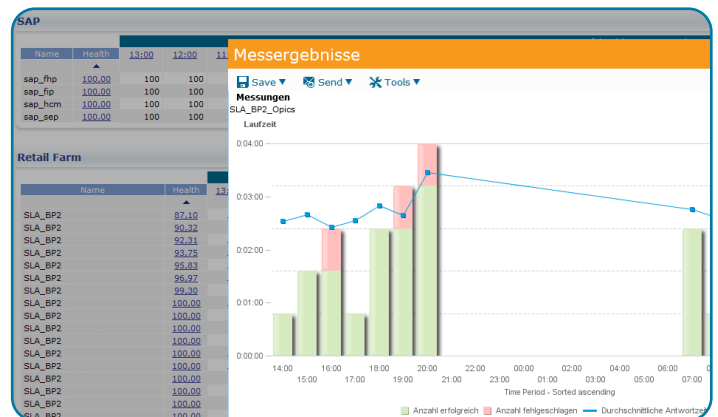 SAP
Name Health 13:00 12:00 11
sap_fhp 100,00 100 100
sap_fip 100,00 100 100
sap_hcm 100,00 100 100
sap_sep 100,00 100 100
Retail Farm
Name Health 13:
SLA_BP2 87,10
SLA_BP2 90,32
SLA_BP2 92,31
SLA_BP2 93,75
SLA_BP2 95,83
SLA_BP2 96,97
SLA_BP2 99,30
SLA_BP2 100,00
SLA_BP2 100,00
SLA_BP2 100,00
SLA_BP2 100,00
SLA_BP2 100,00
SLA_BP2 100,00
SLA_BP2 100,00
SLA_BP2 100,00
SLA_BP2 100,00
Messergebnisse
Save Send Tools
Messungen
SLA_BP2_Opics
Laufzeit
0:04:00
0:03:00
0:02:00
0:01:00
0:00:00
14:00 16:00 18:00 20:00 22:00 00:00 02:00 04:00 06:00 0
15:00 17:00 19:00 21:00 23:00 01:00 03:00 05:00 07:00
Time Period - Sorted ascending
Anzahl erfolgreich Anzahl fehlgeschlagen Durchschnittliche Antwortzei